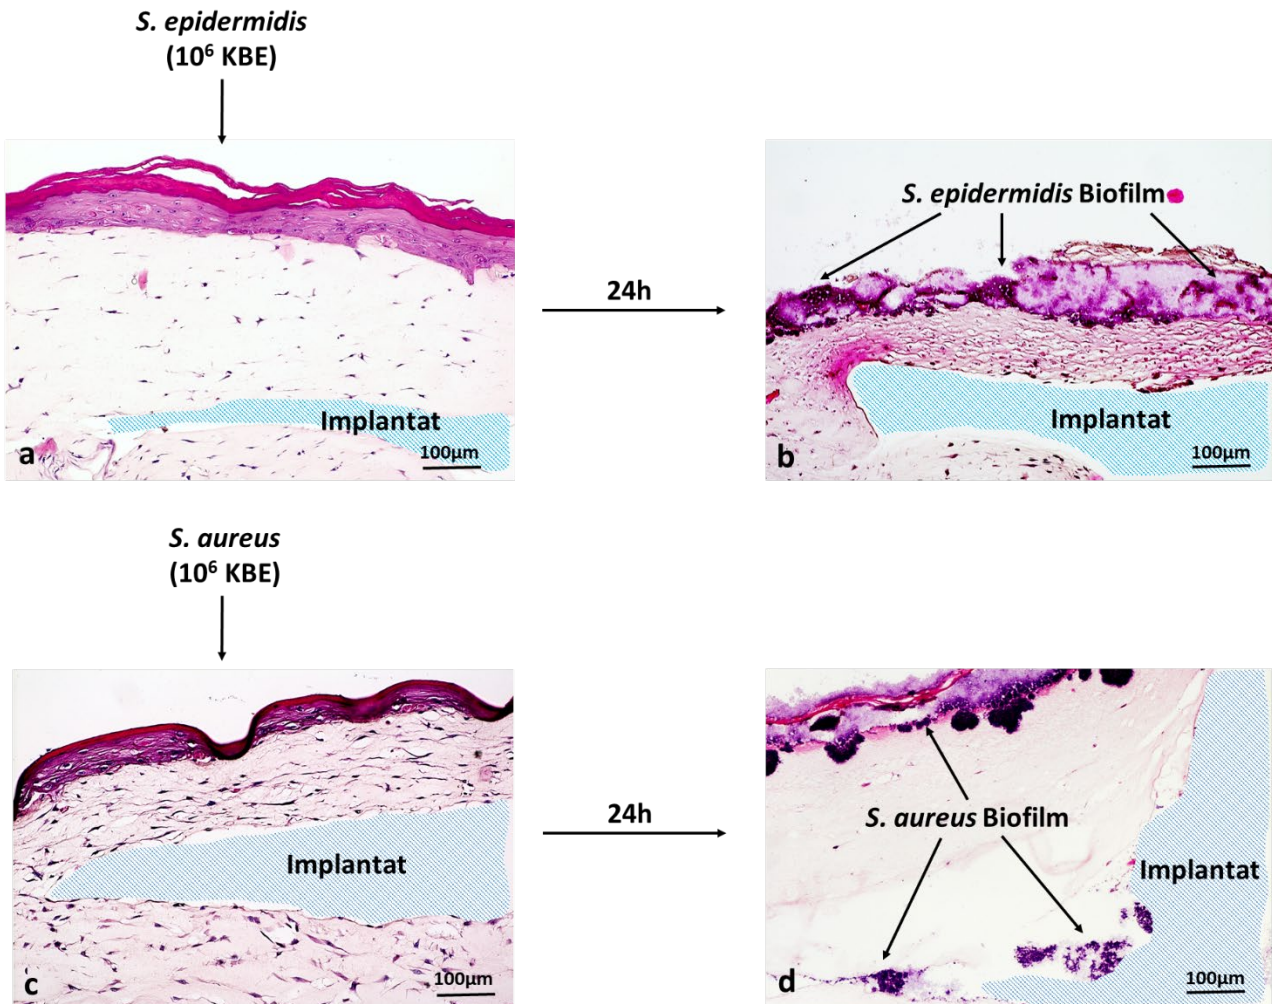 S. epidermidis
(10⁶ KBE)
24h
S. epidermidis Biofilm
Implantat
100µm
a
Implantat
100µm
b
S. aureus
(10⁶ KBE)
24h
S. aureus Biofilm
Implantat
100µm
c
Implantat
100µm
d